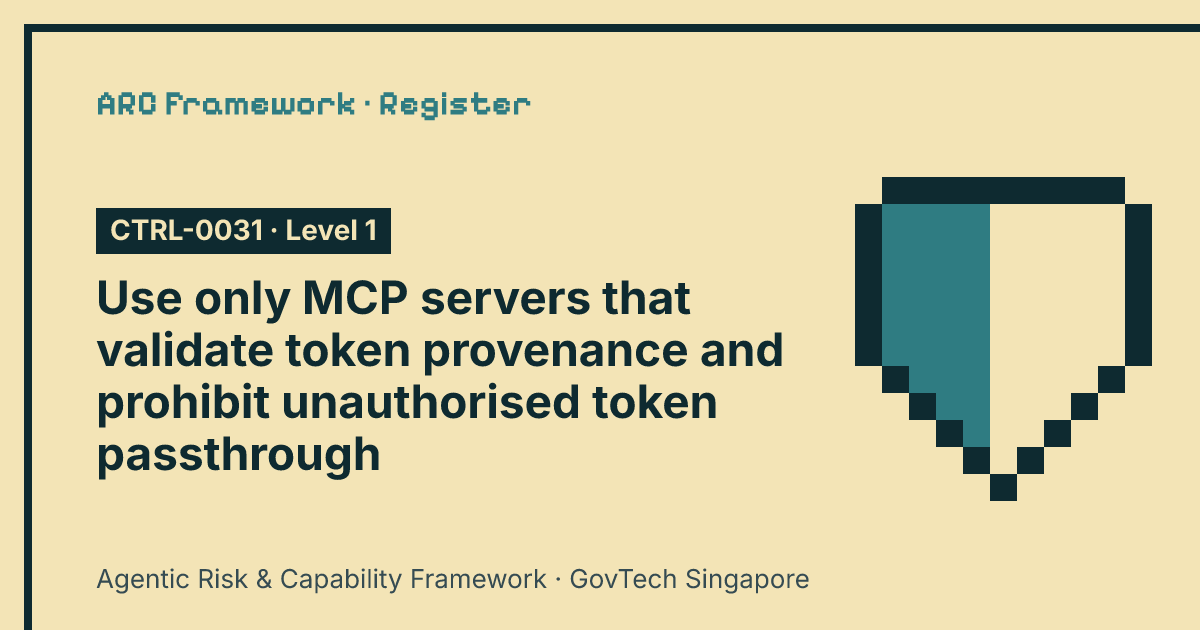 ARC Framework · Register
CTRL-0031 · Level 1
Use only MCP servers that
validate token provenance and
prohibit unauthorised token
passthrough
Agentic Risk & Capability Framework · GovTech Singapore